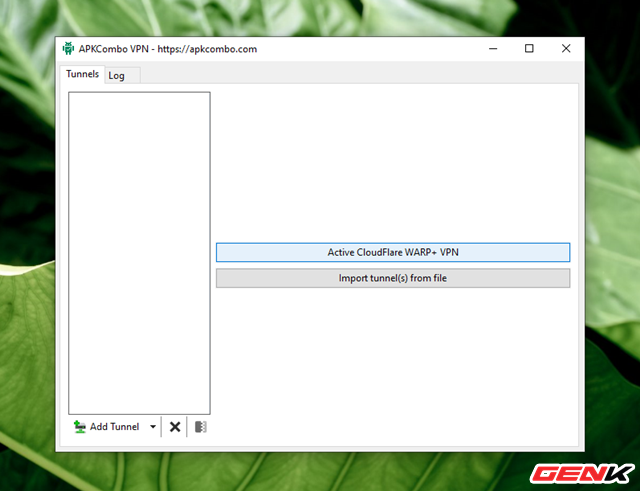 APKCombo VPN - https://apkcombo.com
Tunnels
Log
Active CloudFlare WARP+ VPN
Import tunnel(s) from file
Add Tunnel
GENK